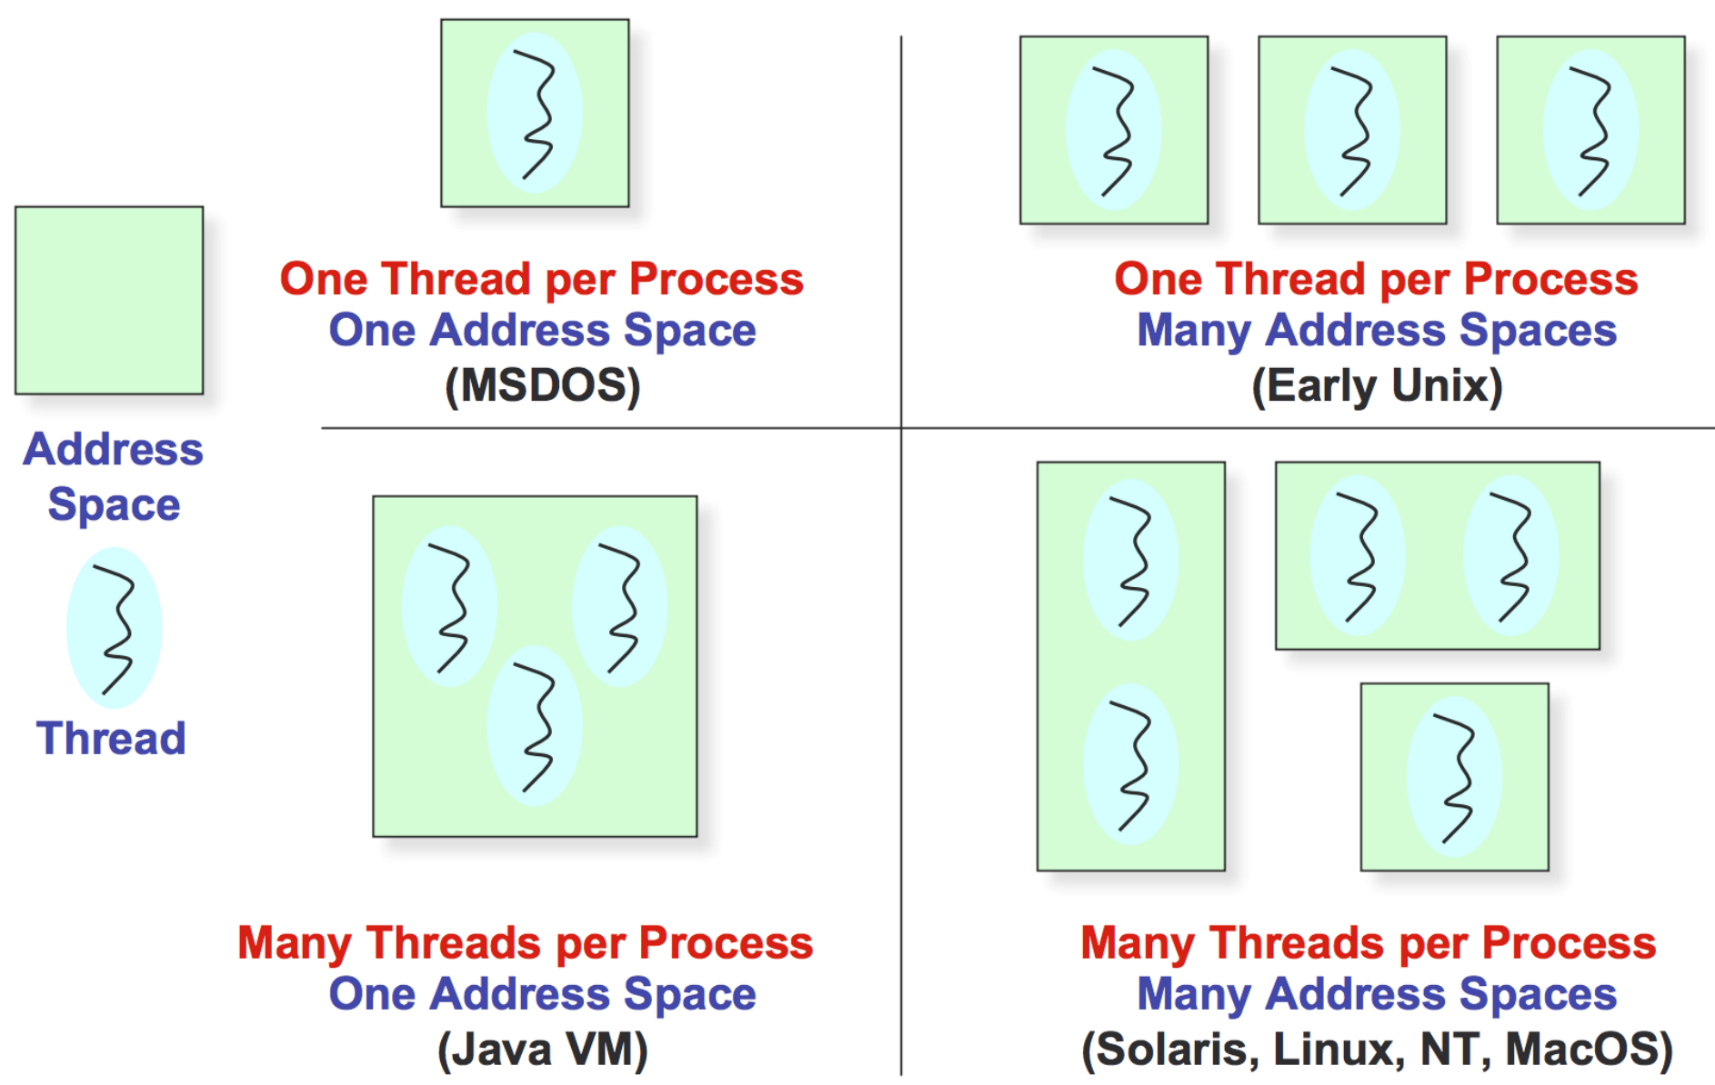 Address
Space
Thread
One Thread per Process
One Address Space
(MSDOS)
One Thread per Process
Many Address Spaces
(Early Unix)
Many Threads per Process
One Address Space
(Java VM)
Many Threads per Process
Many Address Spaces
(Solaris, Linux, NT, MacOS)